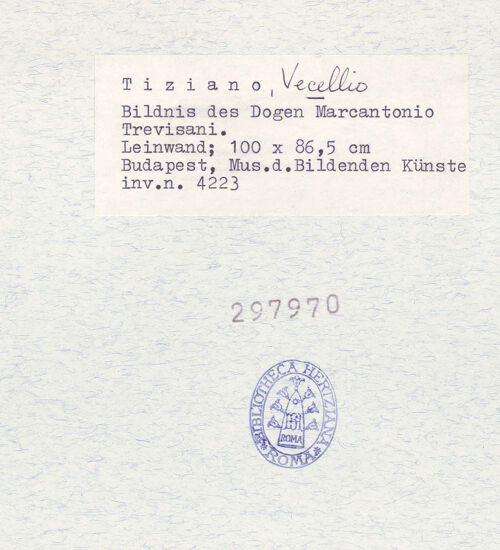 Tiziano, Vecellio
Bildnis des Dogen Marcantonio
Trevisani.
Leinwand; 100 x 86,5 cm
Budapest, Mus.d.Bildenden Künste
inv.n. 4223
297970
BIBLIOTHECA HERTZIANA
ROMA
ROMA